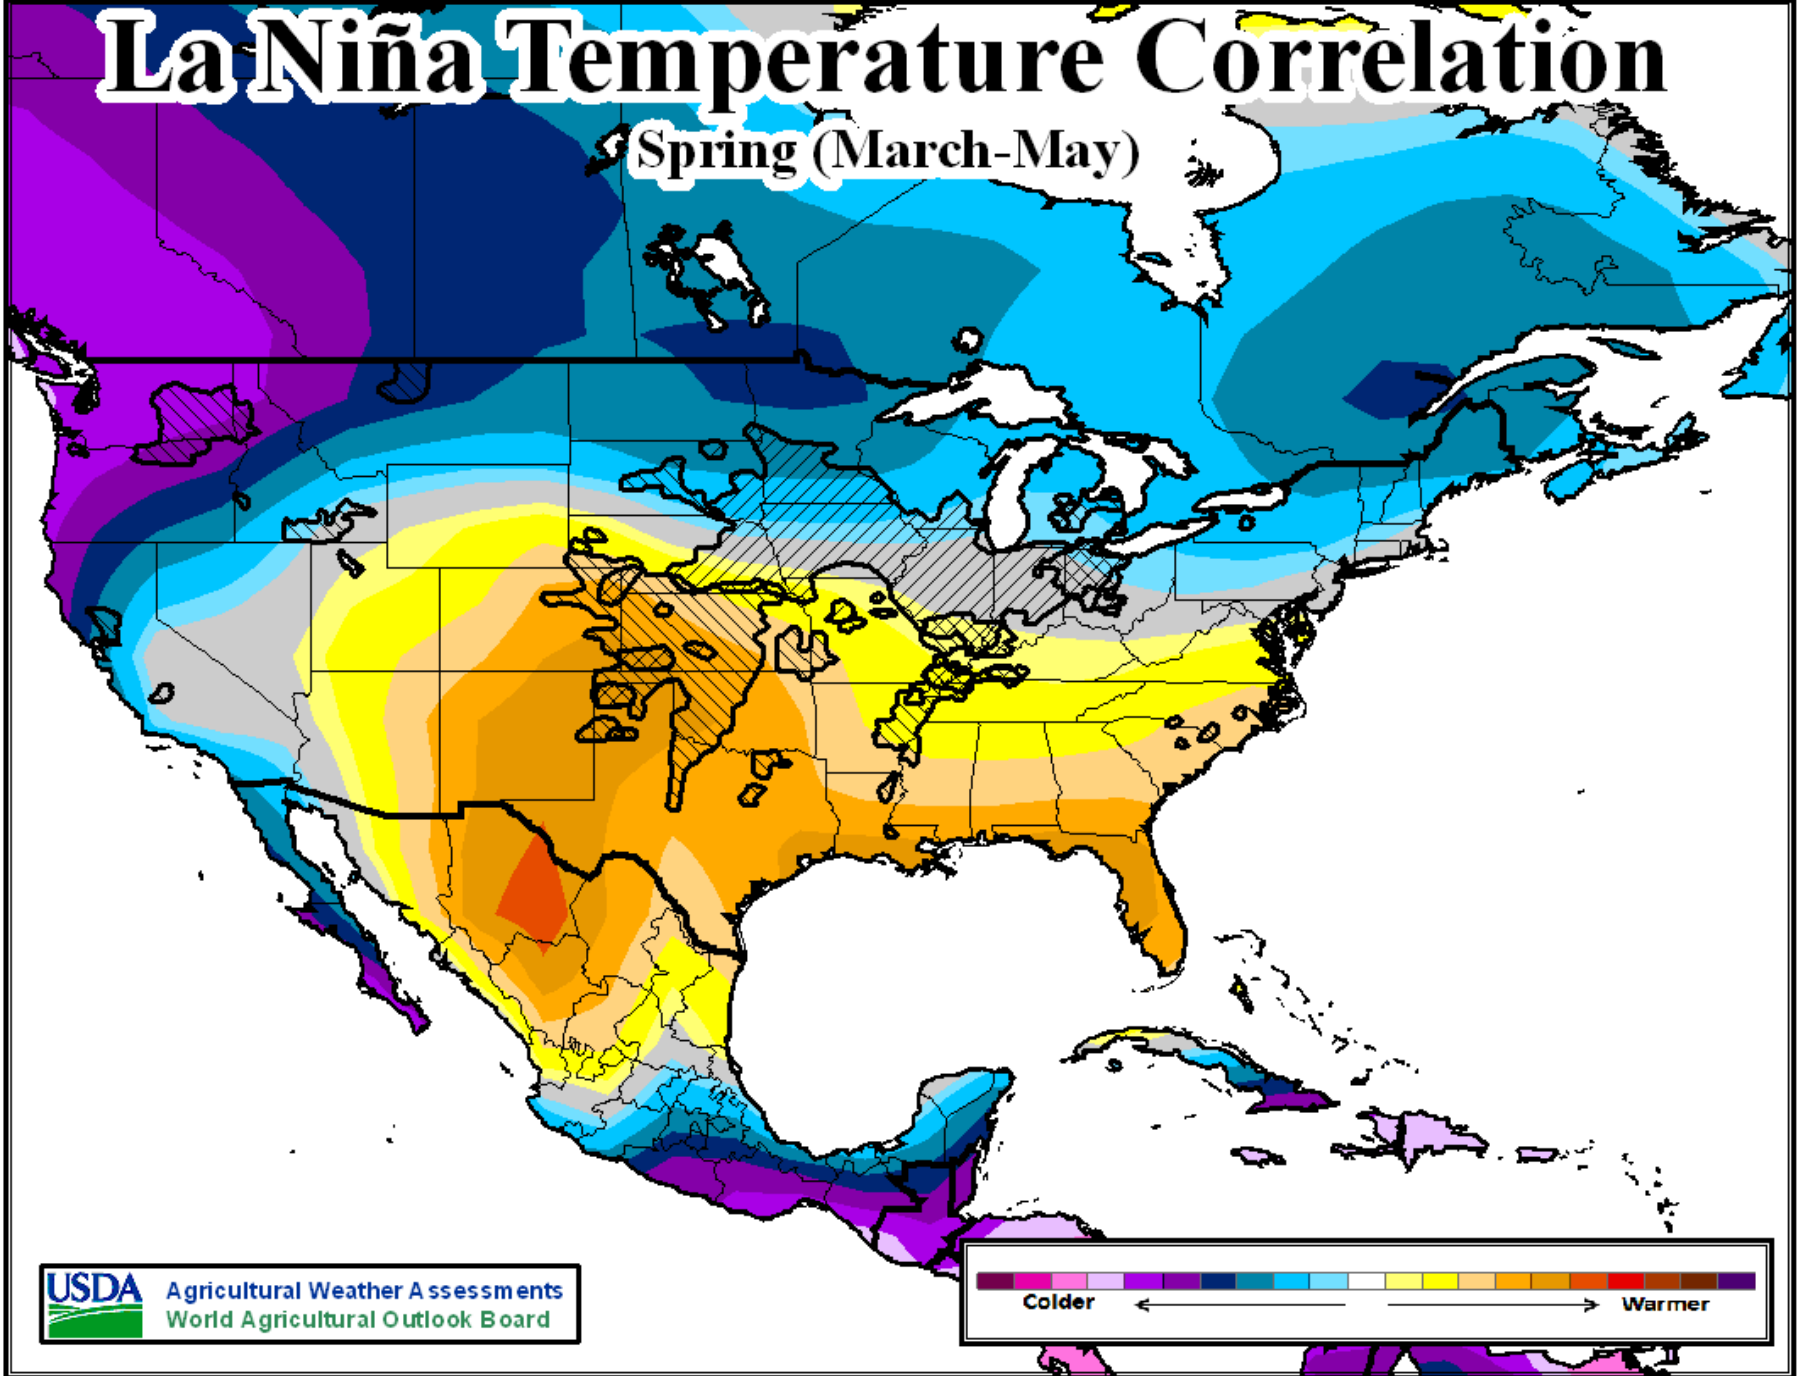 La Niña Temperature Correlation
Spring (March-May)
USDA
Agricultural Weather Assessments
World Agricultural Outlook Board
Colder
Warmer